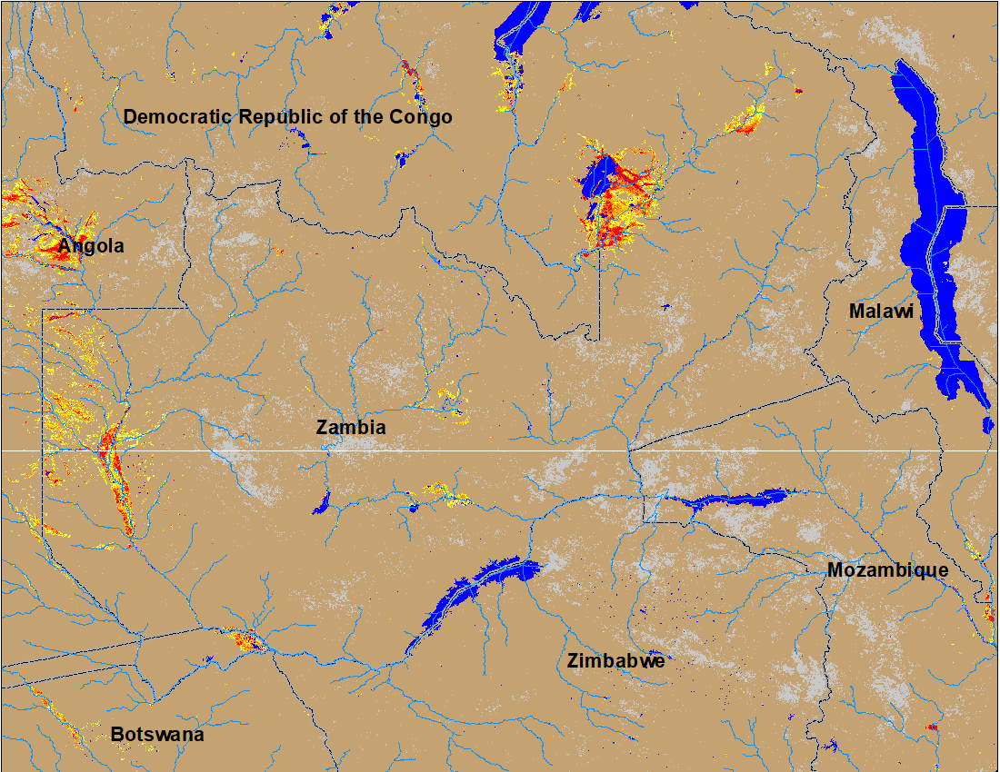 Democratic Republic of the Congo
Angola
Malawi
Zambia
Mozambique
Zimbabwe
Botswana